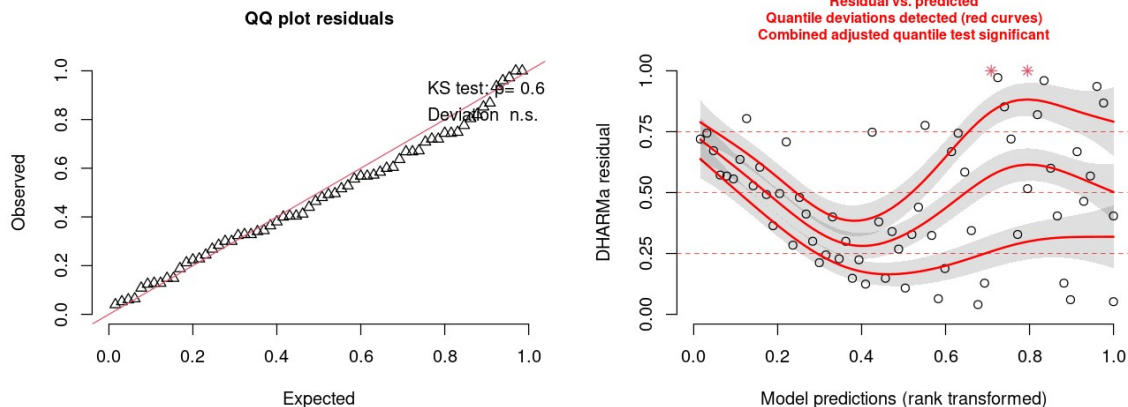 QQ plot residuals
KS test: p= 0.6
Deviation n.s.
Observed
0.0 0.2 0.4 0.6 0.8 1.0
0.0 0.2 0.4 0.6 0.8 1.0
Expected
Residual vs. predicted
Quantile deviations detected (red curves)
Combined adjusted quantile test significant
DHARMa residual
0.00 0.25 0.50 0.75 1.00
0.0 0.2 0.4 0.6 0.8 1.0
Model predictions (rank transformed)